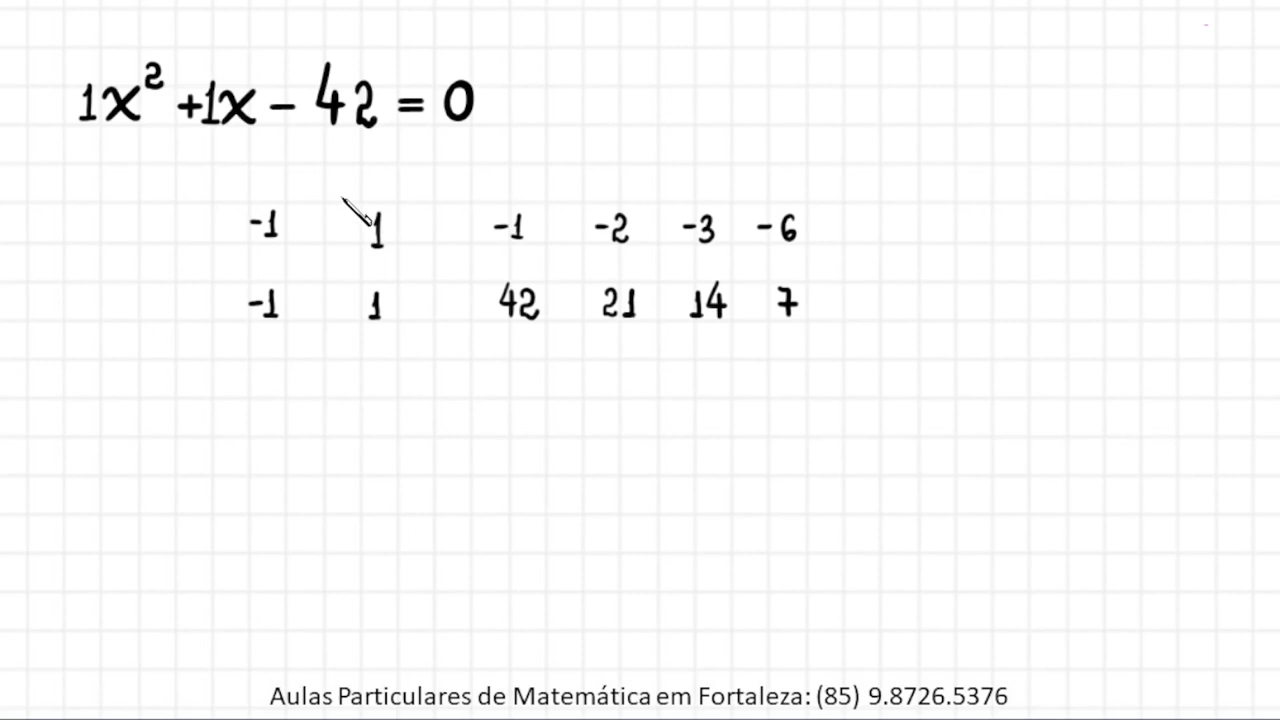 1x² +1x - 42 = 0
-1 1 -1 -2 -3 -6
-1 1 42 21 14 7
Aulas Particulares de Matemática em Fortaleza: (85) 9.8726.5376